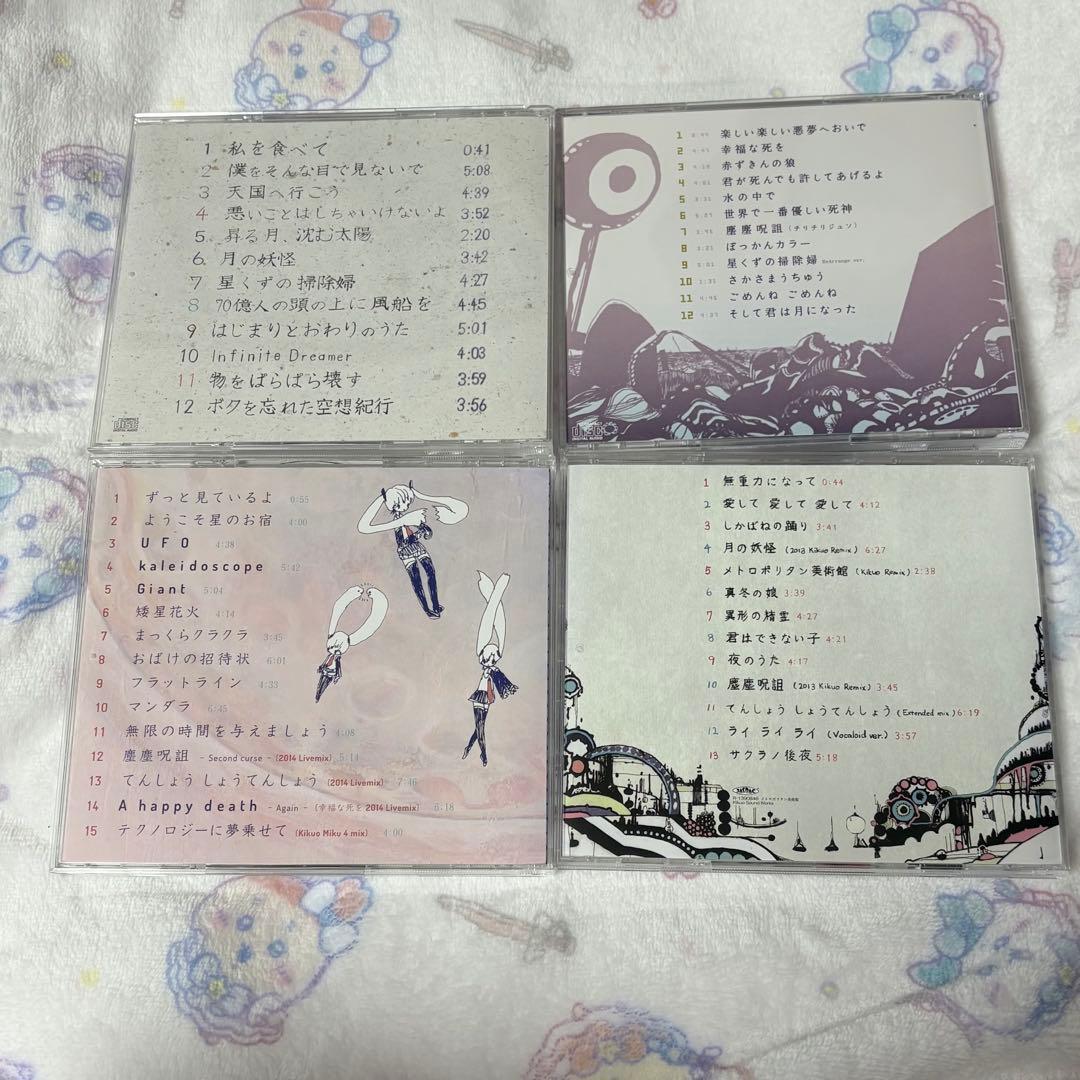 1 私を食べて 0:41
2 僕をそんな目で見ないで 5:08
3 天国へ行こう 4:39
4 悪いことはしちゃいけないよ 3:52
5 昇る月、沈む太陽 2:20
6 月の妖怪 3:42
7 星くずの掃除婦 4:27
8 70億人の頭の上に風船を 4:45
9 はじまりとおわりのうた 5:01
10 Infinite Dreamer 4:03
11 物をばらばら壊す 3:59
12 ボクを忘れた空想紀行 3:56
1 楽しい楽しい悪夢へおいで
2 幸福な死を
3 赤ずきんの狼
4 君が死んでも許してあげるよ
5 水の中で
6 世界で一番優しい死神
7 塵塵呪詛 (チリチリジュソ)
8 ぽっかんカラー
9 星くずの掃除婦 ReArrange ver.
10 さかさまうちゅう
11 ごめんね ごめんね
12 そして君は月になった
DIGITAL AUDIO
1 ずっと見ているよ 0:55
2 ようこそ星のお宿 4:00
3 UFO 4:38
4 kaleidoscope 5:42
5 Giant 5:04
6 矮星花火 4:14
7 まっくらクラクラ 3:45
8 おばけの招待状 6:01
9 フラットライン 4:33
10 マンダラ 6:45
11 無限の時間を与えましょう 4:08
12 塵塵呪詛 - Second curse - (2014 Livemix) 5:14
13 てんしょう しょうてんしょう (2014 Livemix) 7:46
14 A happy death - Again - (幸福な死を 2014 Livemix) 6:18
15 テクノロジーに夢乗せて (Kikuo Miku 4 mix) 4:00
1 無重力になって 0:44
2 愛して 愛して 愛して 4:12
3 しかばねの踊り 3:41
4 月の妖怪 (2013 Kikuo Remix) 6:27
5 メトロポリタン美術館 (Kikuo Remix) 2:38
6 真冬の娘 3:39
7 異形の精霊 4:27
8 君はできない子 4:21
9 夜のうた 4:17
10 塵塵呪詛 (2013 Kikuo Remix) 3:45
11 てんしょう しょうてんしょう (Extended mix) 6:19
12 ライ ライ ライ (Vocaloid ver.) 3:57
13 サクラノ後夜 5:18
Kikuo Sound Works